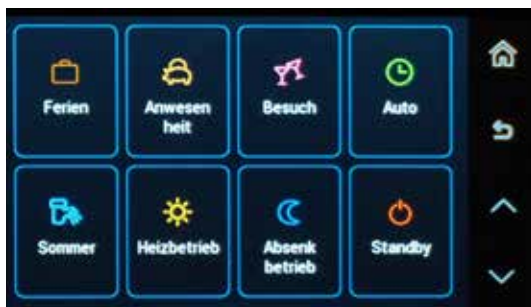 Ferien
Anwesen
heit
Besuch
Auto
Sommer
Heizbetrieb
Absenk
betrieb
Standby